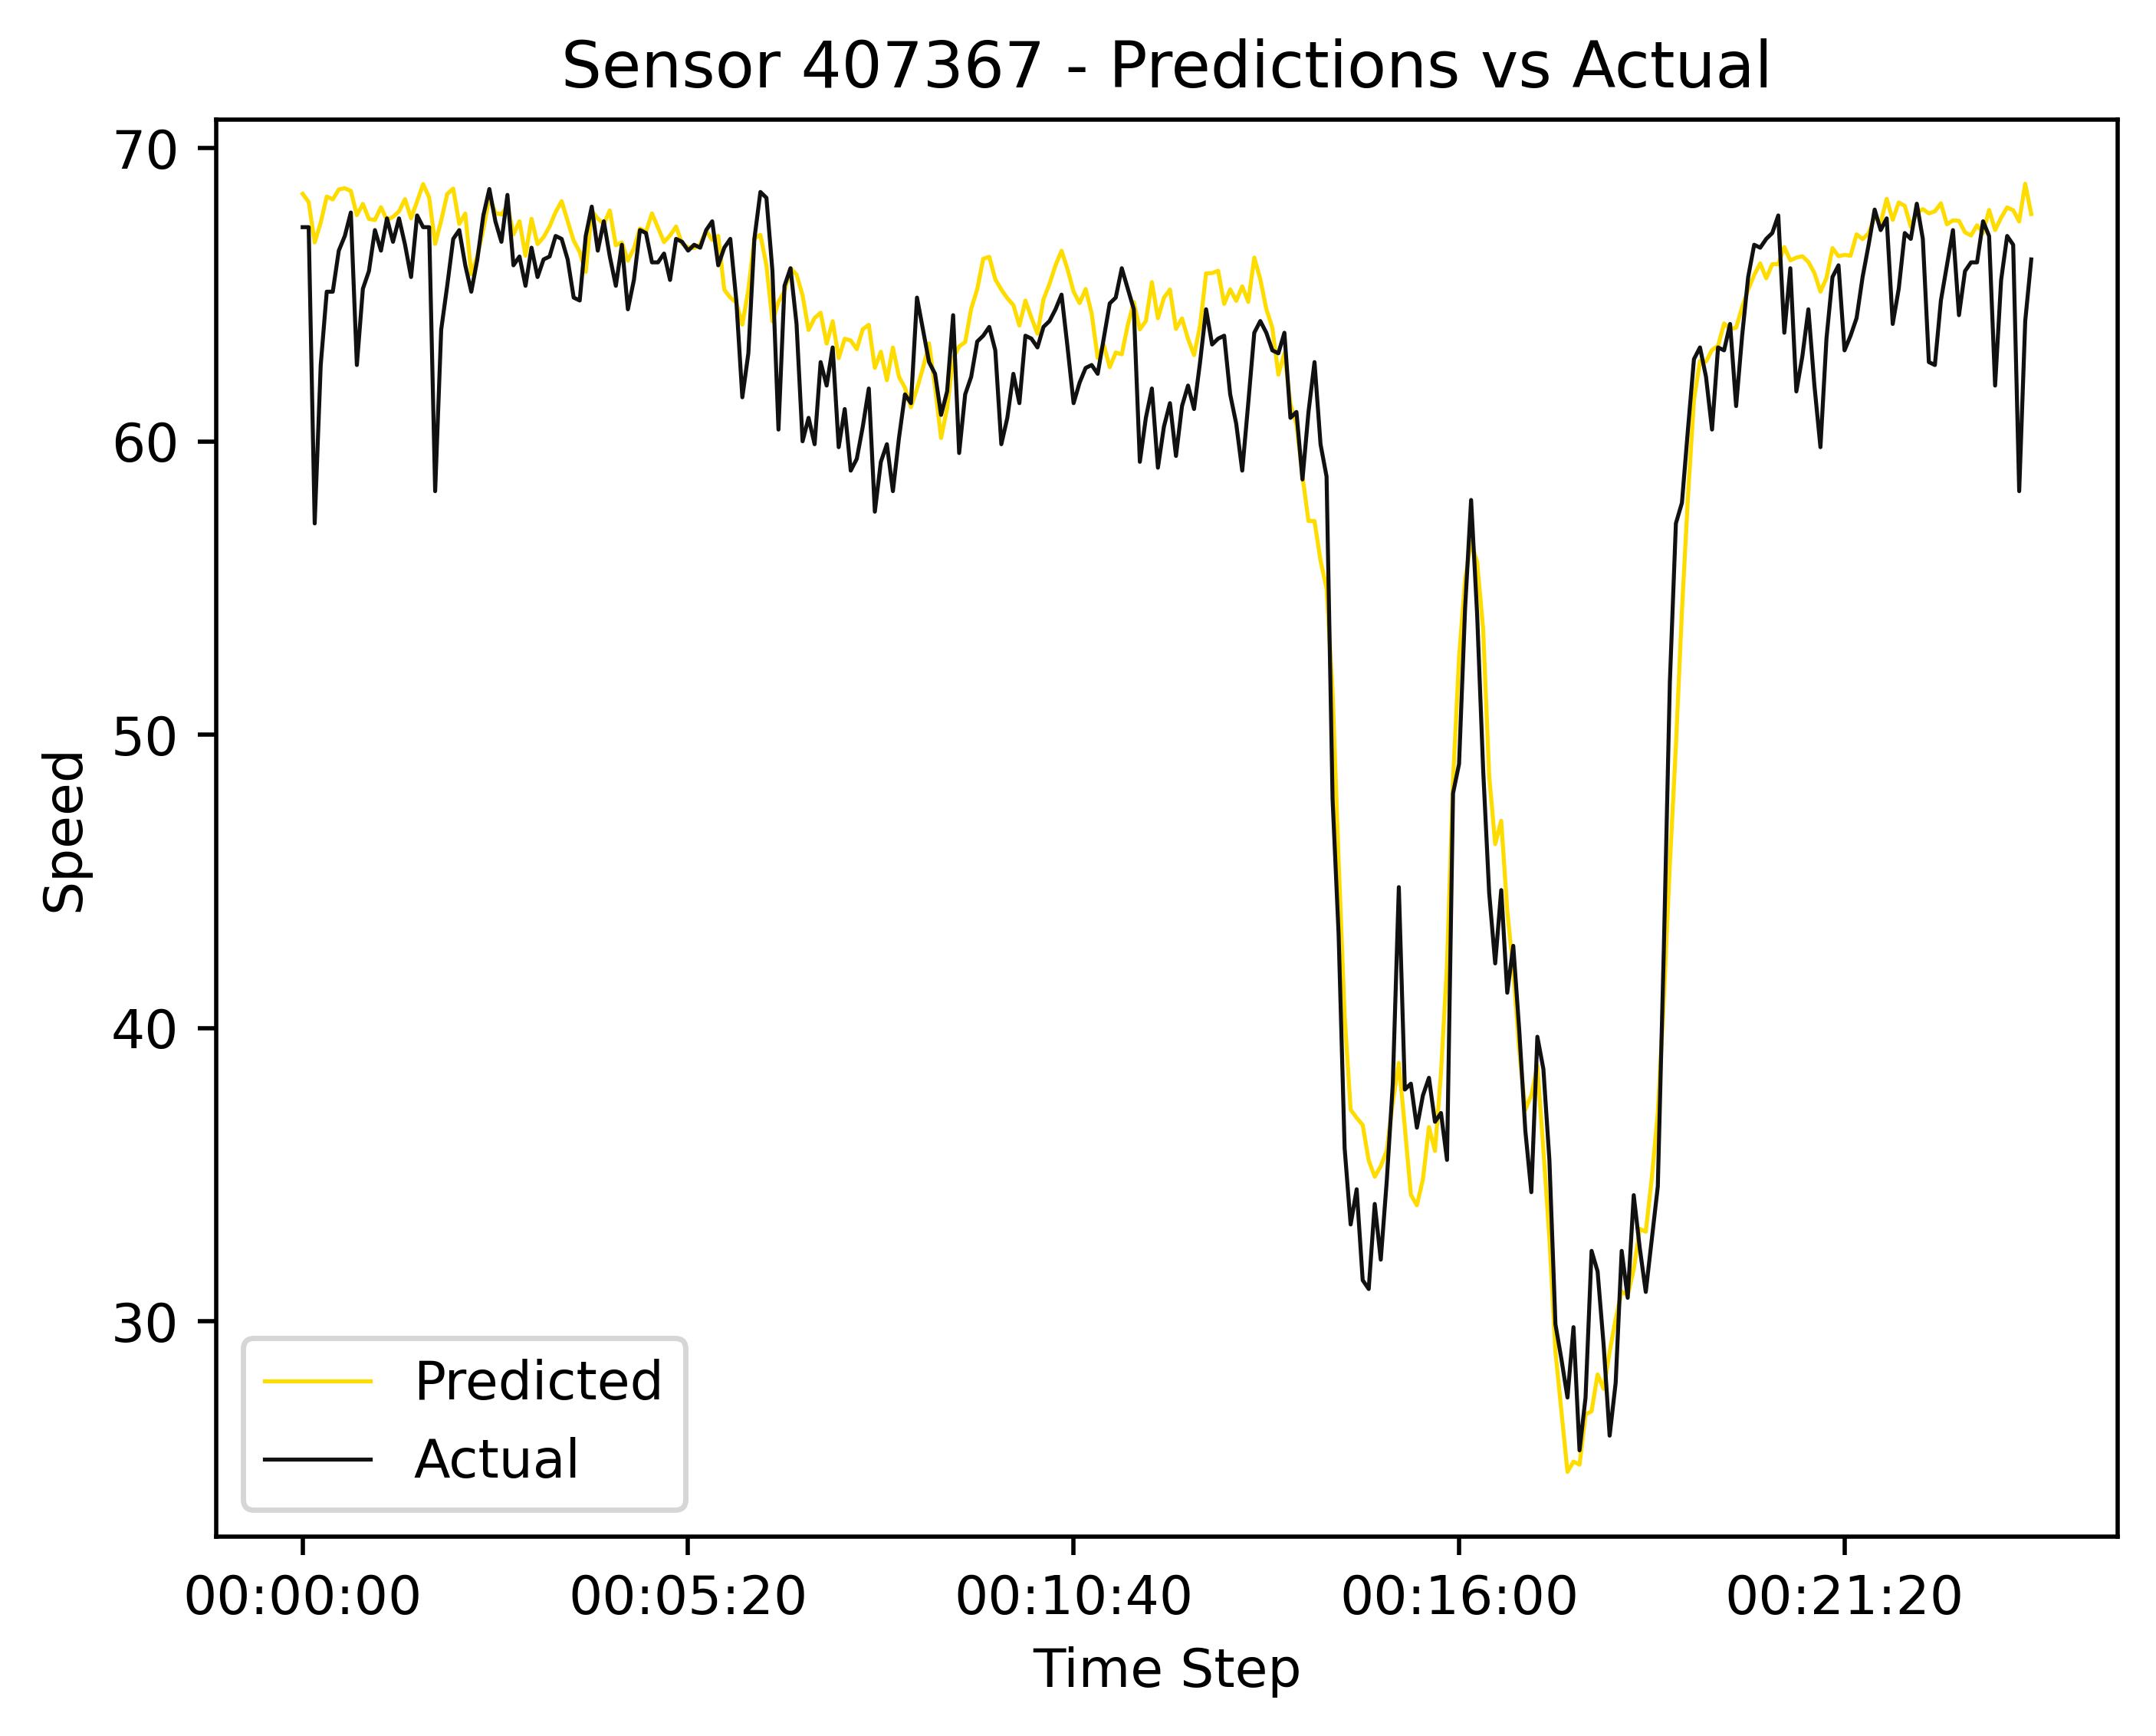 Sensor 407367 - Predictions vs Actual
70
60
50
40
30
Speed
Predicted
Actual
00:00:00 00:05:20 00:10:40 00:16:00 00:21:20
Time Step